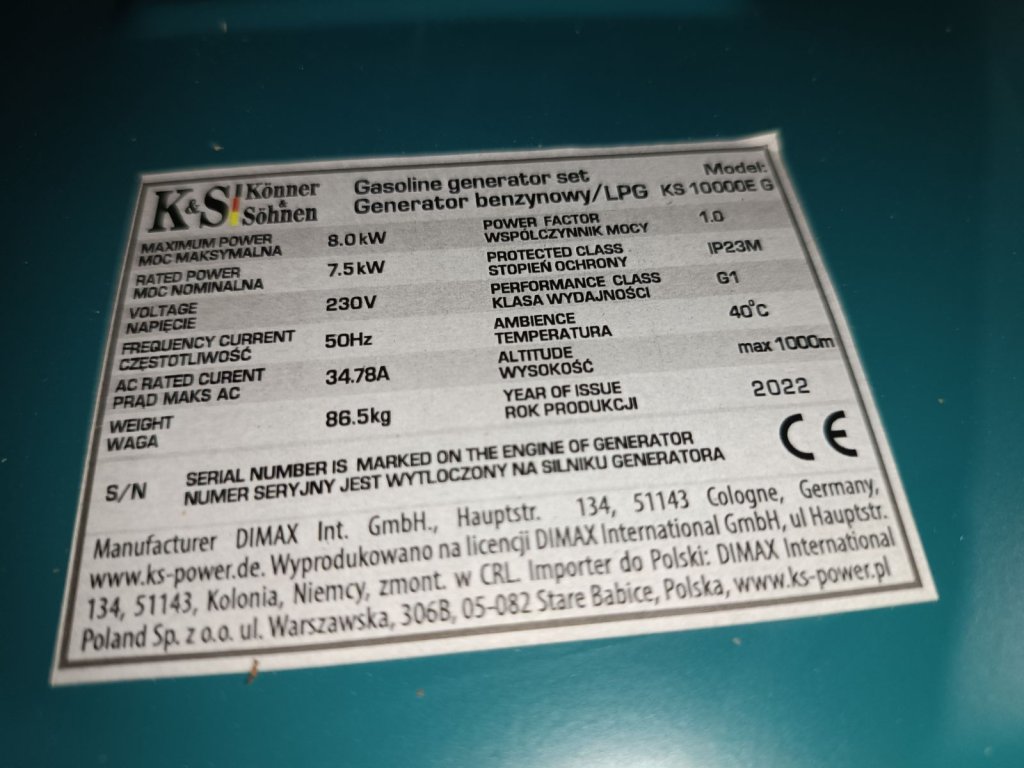 K&S Könner & Söhnen
Gasoline generator set
Generator benzynowy/LPG
Model:
KS 10000E G
MAXIMUM POWER
MOC MAKSYMALNA
8.0kW
RATED POWER
MOC NOMINALNA
7.5kW
VOLTAGE
NAPIĘCIE
230V
FREQUENCY CURRENT
CZĘSTOTLIWOŚĆ
50Hz
AC RATED CURENT
PRĄD MAKS AC
34.78A
WEIGHT
WAGA
86.5kg
POWER FACTOR
WSPÓŁCZYNNIK MOCY
1.0
PROTECTED CLASS
STOPIEŃ OCHRONY
IP23M
PERFORMANCE CLASS
KLASA WYDAJNOŚCI
G1
AMBIENCE
TEMPERATURA
40°C
ALTITUDE
WYSOKOŚĆ
max 1000m
YEAR OF ISSUE
ROK PRODUKCJI
2022
S/N
SERIAL NUMBER IS MARKED ON THE ENGINE OF GENERATOR
NUMER SERYJNY JEST WYTLOCZONY NA SILNIKU GENERATORA
CE
Manufacturer DIMAX Int. GmbH., Hauptstr. 134, 51143 Cologne, Germany,
www.ks-power.de. Wyprodukowano na licencji DIMAX International GmbH, ul Hauptstr.
134, 51143, Kolonia, Niemcy, zmont. w CRL. Importer do Polski: DIMAX International
Poland Sp. z o.o. ul. Warszawska, 306B, 05-082 Stare Babice, Polska, www.ks-power.pl